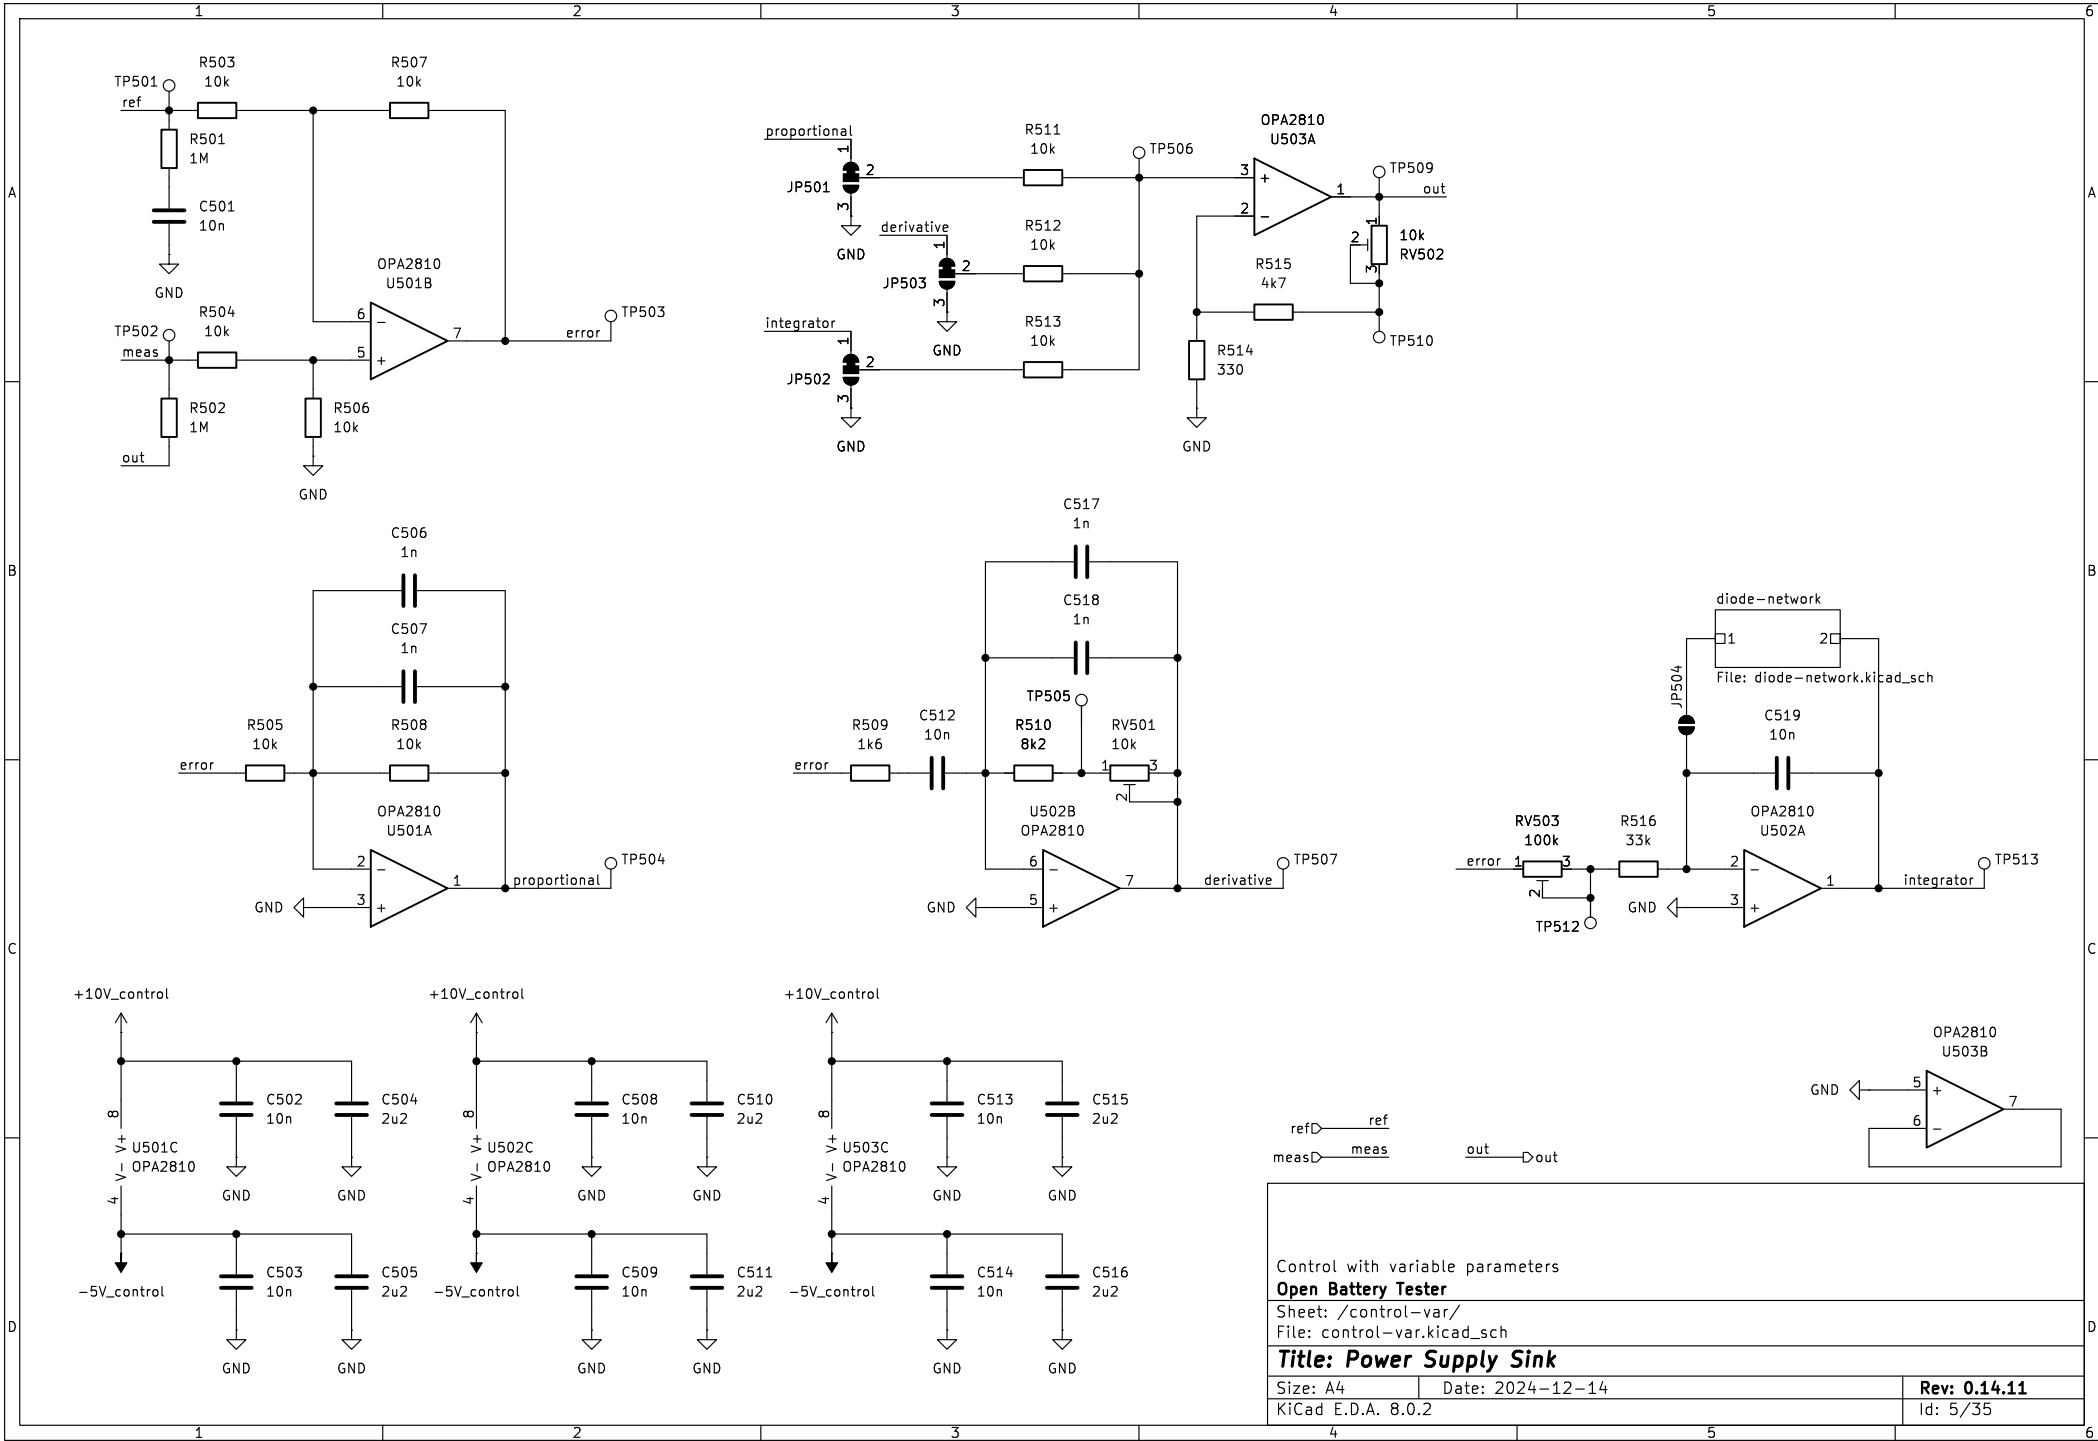 1 2 3 4 5 6
A A
B B
C C
D D
R503
10k
R507
10k
TP501
ref
R501
1M
C501
10n
GND
OPA2810
U501B
6
5
7
−
+
error
TP503
TP502
meas
R504
10k
R502
1M
R506
10k
out
GND
proportional
1
2
3
JP501
GND
R511
10k
TP506
OPA2810
U503A
3
2
1
+
−
TP509
out
derivative
1
2
3
JP503
GND
R512
10k
1
2
3
10k
RV502
R515
4k7
integrator
1
2
3
JP502
GND
R513
10k
R514
330
GND
TP510
C506
1n
C507
1n
R505
10k
R508
10k
error
OPA2810
U501A
2
3
1
−
+
GND
proportional
TP504
C517
1n
C518
1n
TP505
R509
1k6
C512
10n
R510
8k2
RV501
10k
error
1
3
2
U502B
OPA2810
6
5
7
−
+
GND
derivative
TP507
diode−network
1
2
File: diode−network.kicad_sch
JP504
C519
10n
OPA2810
U502A
RV503
100k
R516
33k
error
1
3
2
TP512
2
3
1
−
+
GND
integrator
TP513
+10V_control
8
V+
V−
4
U501C
OPA2810
C502
10n
C504
2u2
GND
GND
−5V_control
C503
10n
C505
2u2
GND
GND
+10V_control
8
V+
V−
4
U502C
OPA2810
C508
10n
C510
2u2
GND
GND
−5V_control
C509
10n
C511
2u2
GND
GND
+10V_control
8
V+
V−
4
U503C
OPA2810
C513
10n
C515
2u2
GND
GND
−5V_control
C514
10n
C516
2u2
GND
GND
OPA2810
U503B
GND
5
6
7
+
−
ref ref
meas meas
out out
Control with variable parameters
Open Battery Tester
Sheet: /control−var/
File: control−var.kicad_sch
Title: Power Supply Sink
Size: A4 Date: 2024−12−14 Rev: 0.14.11
KiCad E.D.A. 8.0.2 Id: 5/35
1 2 3 4 5 6